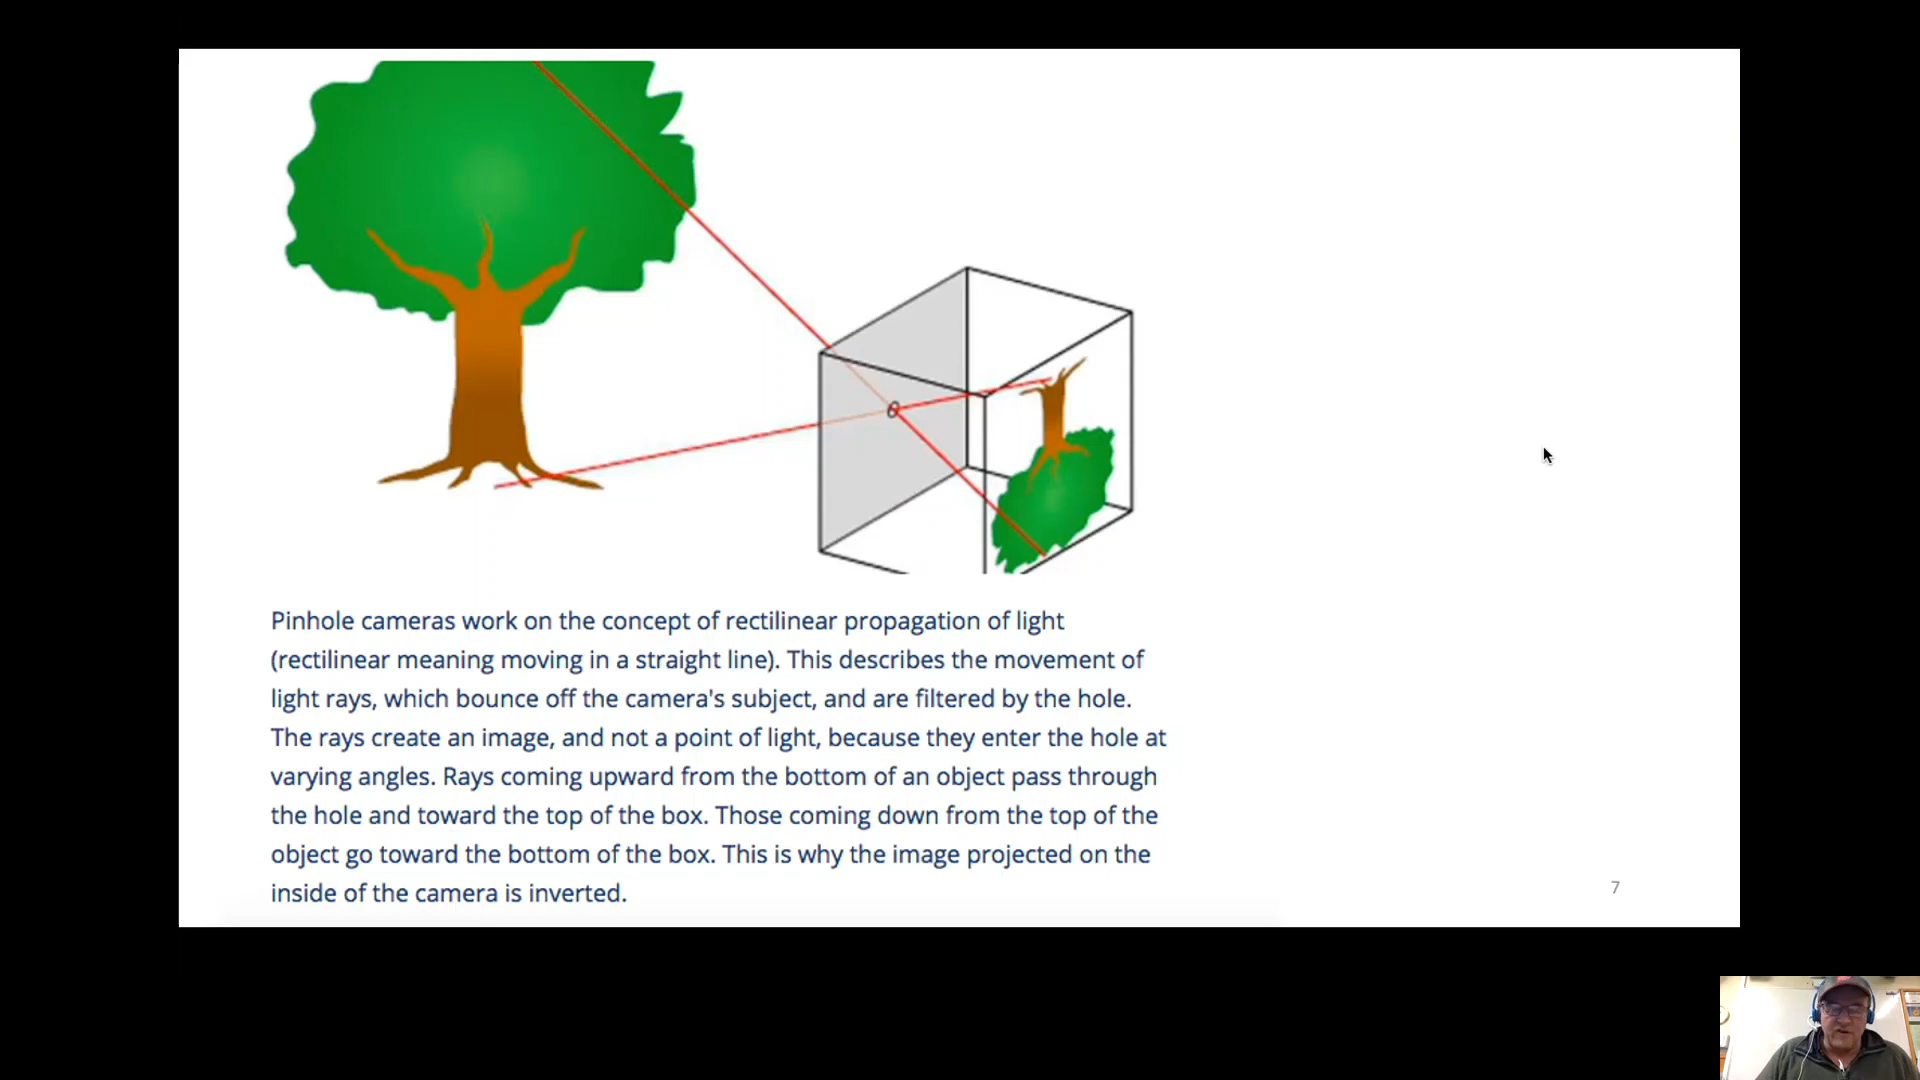 Pinhole cameras work on the concept of rectilinear propagation of light
(rectilinear meaning moving in a straight line). This describes the movement of
light rays, which bounce off the camera's subject, and are filtered by the hole.
The rays create an image, and not a point of light, because they enter the hole at
varying angles. Rays coming upward from the bottom of an object pass through
the hole and toward the top of the box. Those coming down from the top of the
object go toward the bottom of the box. This is why the image projected on the
inside of the camera is inverted.
7